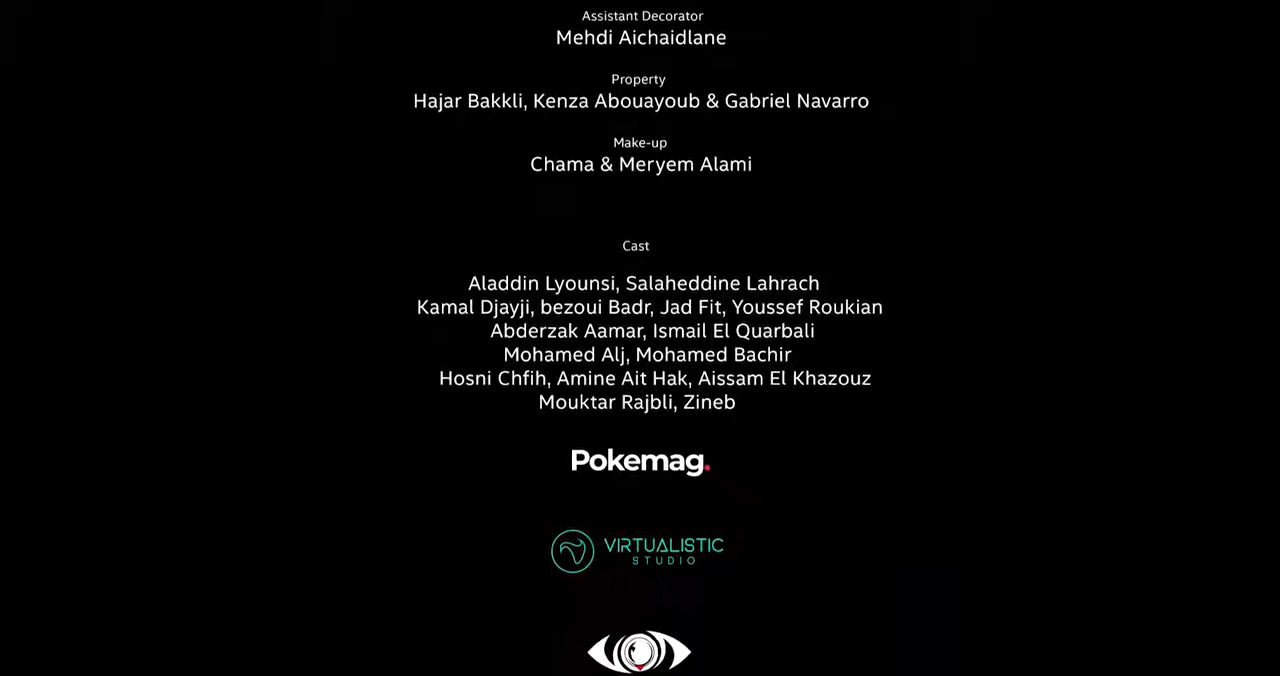 Assistant Decorator
Mehdi Aichaidlane
Property
Hajar Bakkli, Kenza Abouayoub & Gabriel Navarro
Make-up
Chama & Meryem Alami
Cast
Aladdin Lyounsi, Salaheddine Lahrach
Kamal Djayji, bezoui Badr, Jad Fit, Youssef Roukian
Abderzak Aamar, Ismail El Quarbali
Mohamed Alj, Mohamed Bachir
Hosni Chfih, Amine Ait Hak, Aissam El Khazouz
Mouktar Rajbli, Zineb
Pokemag.
VIRTUALISTIC
STUDIO